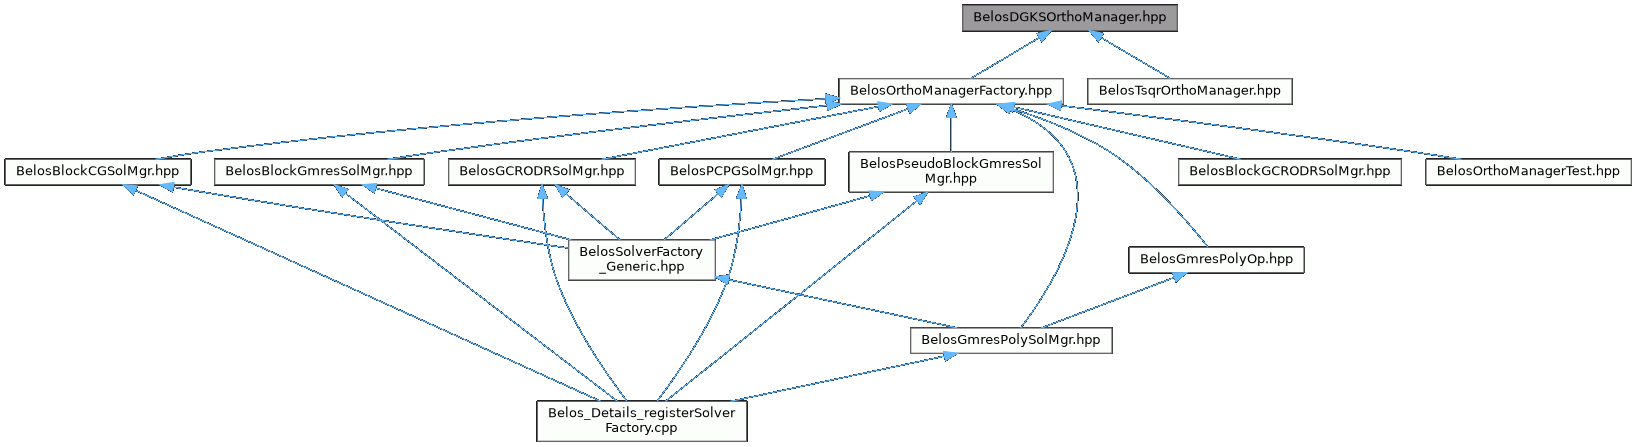 BelosDGKSOrthoManager.hpp
BelosOrthoManagerFactory.hpp
BelosTsqrOrthoManager.hpp
BelosBlockCGSolMgr.hpp
BelosBlockGmresSolMgr.hpp
BelosGCRODRSolMgr.hpp
BelosPCPGSolMgr.hpp
BelosPseudoBlockGmresSol
Mgr.hpp
BelosBlockGCRODRSolMgr.hpp
BelosOrthoManagerTest.hpp
BelosSolverFactory
_Generic.hpp
BelosGmresPolyOp.hpp
BelosGmresPolySolMgr.hpp
Belos_Details_registerSolver
Factory.cpp